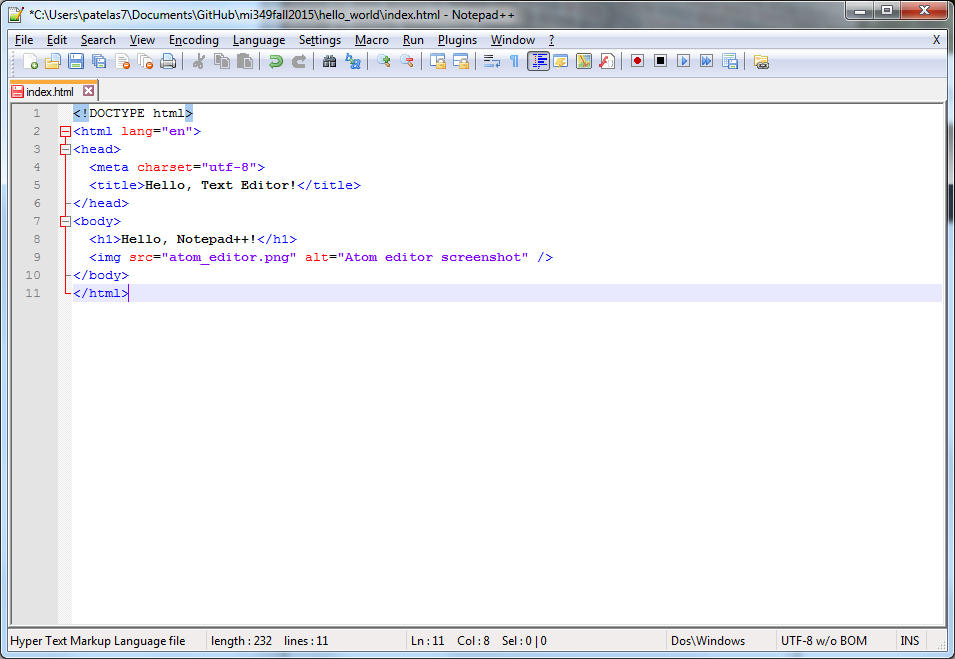 *C:\Users\patelas7\Documents\GitHub\mi349fall2015\hello_world\index.html - Notepad++
File Edit Search View Encoding Language Settings Macro Run Plugins Window ? X
index.html
1 <!DOCTYPE html>
2 <html lang="en">
3 <head>
4 <meta charset="utf-8">
5 <title>Hello, Text Editor!</title>
6 </head>
7 <body>
8 <h1>Hello, Notepad++!</h1>
9 <img src="atom_editor.png" alt="Atom editor screenshot" />
10 </body>
11 </html>
Hyper Text Markup Language file length : 232 lines : 11 Ln : 11 Col : 8 Sel : 0 | 0 Dos\Windows UTF-8 w/o BOM INS